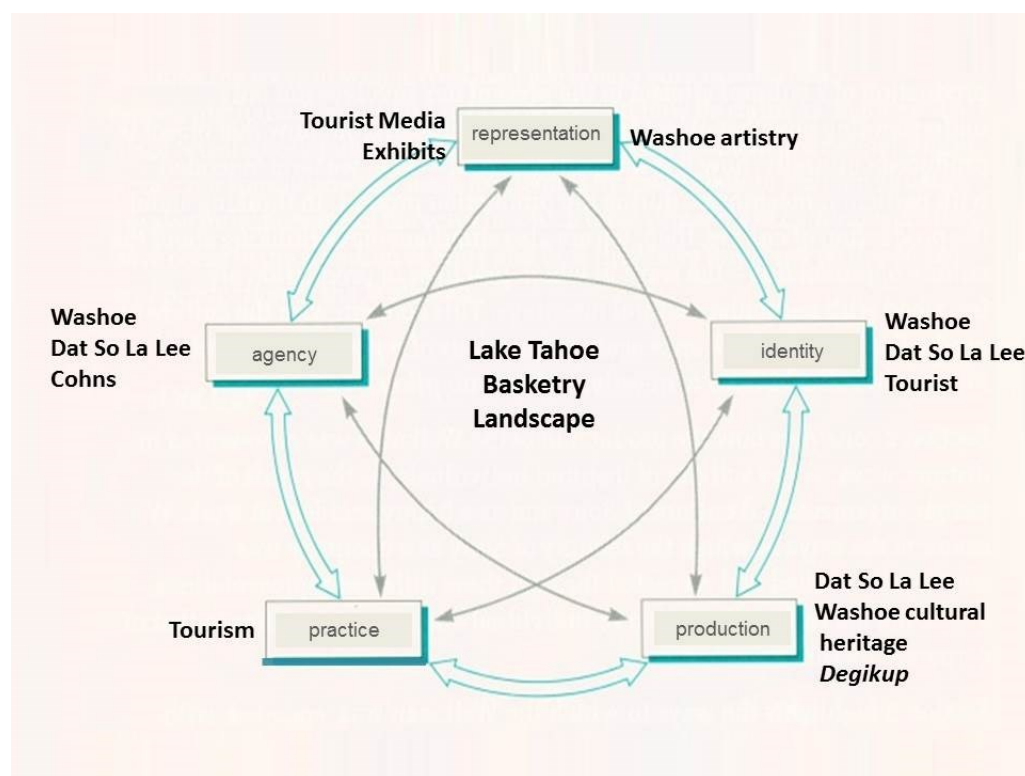 Tourist Media
Exhibits
representation
Washoe artistry
Washoe
Dat So La Lee
Cohns
agency
Lake Tahoe
Basketry
Landscape
identity
Washoe
Dat So La Lee
Tourist
Tourism
practice
production
Dat So La Lee
Washoe cultural
heritage
Degikup